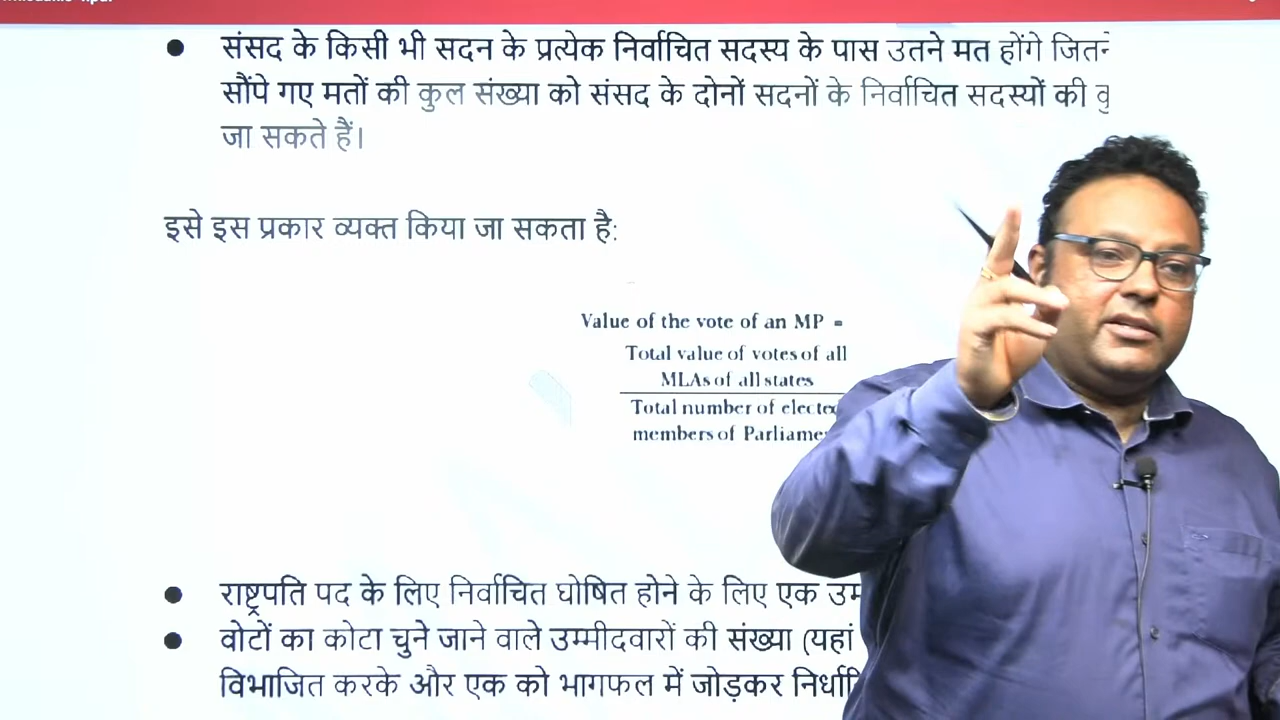 संसद के किसी भी सदन के प्रत्येक निर्वाचित सदस्य के पास उतने मत होंगे
सौंपे गए मतों की कुल संख्या को संसद के दोनों सदनों के निर्वाचित सदस्यों की
जा सकते हैं।
इसे इस प्रकार व्यक्त किया जा सकता है:
Value of the vote of an MP =
Total value of votes of all
MLAs of all states
Total number of
members of
राष्ट्रपति पद के लिए निर्वाचित घोषित होने के लिए एक
वोटों का कोटा चुने जाने वाले उम्मीदवारों की संख्या (यहां
विभाजित करके और एक को भागफल में जोड़कर